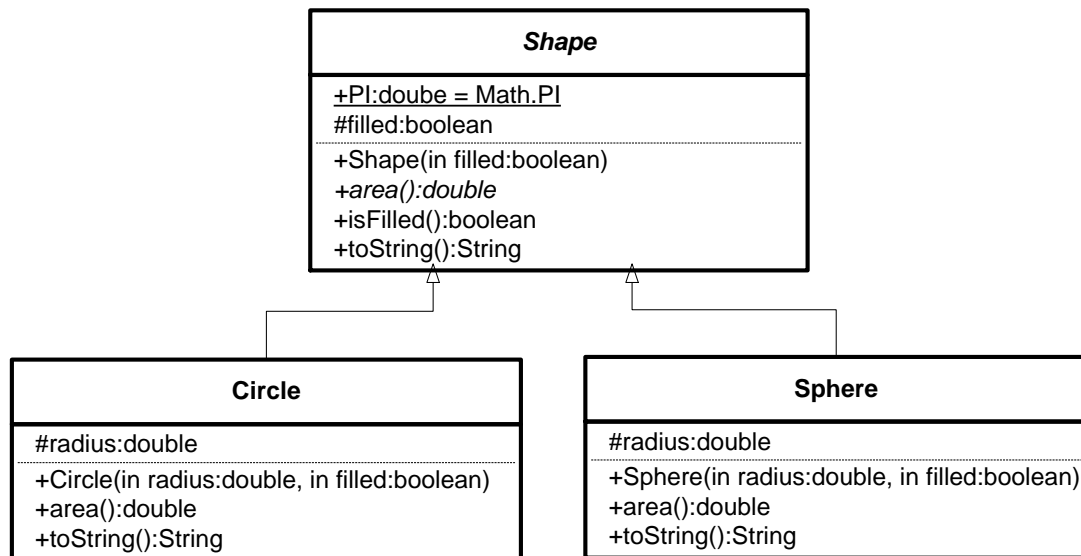 Shape
+PI:doube = Math.PI
#filled:boolean
+Shape(in filled:boolean)
+area():double
+isFilled():boolean
+toString():String
Circle
#radius:double
+Circle(in radius:double, in filled:boolean)
+area():double
+toString():String
Sphere
#radius:double
+Sphere(in radius:double, in filled:boolean)
+area():double
+toString():String